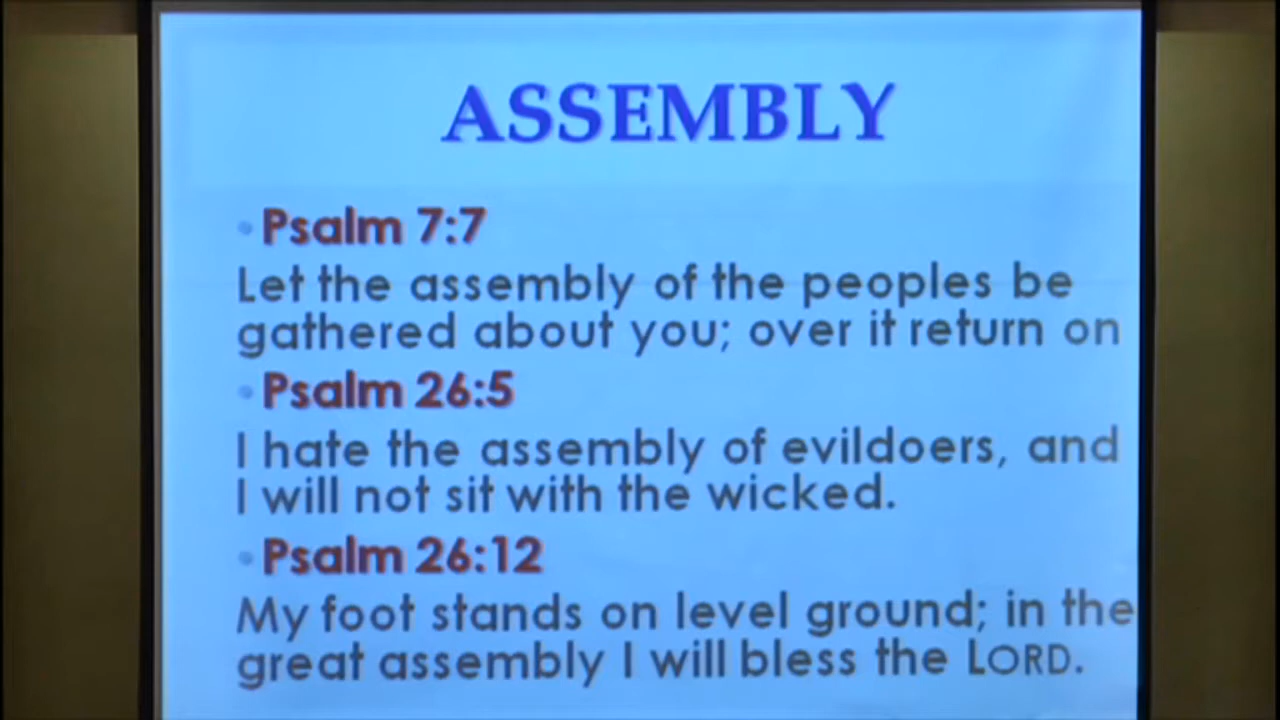 ASSEMBLY
• Psalm 7:7
Let the assembly of the peoples be
gathered about you; over it return on
• Psalm 26:5
I hate the assembly of evildoers, and
I will not sit with the wicked.
• Psalm 26:12
My foot stands on level ground; in the
great assembly I will bless the LORD.